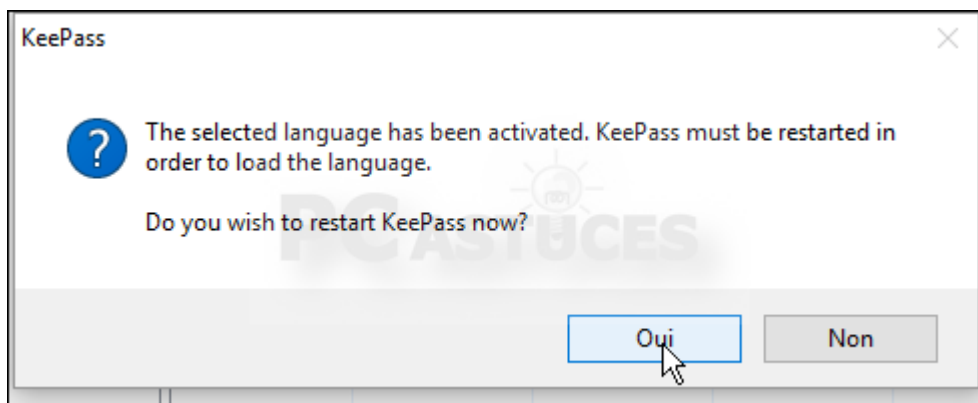 KeePass
The selected language has been activated. KeePass must be restarted in
order to load the language.
Do you wish to restart KeePass now?
PC ASTUCES
Oui
Non